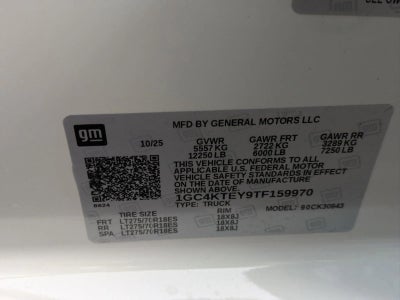 gm
MFD BY GENERAL MOTORS LLC
10/25 GVWR GAWR FRT GAWR RR
5557 KG 2722 KG 3289 KG
12250 LB 6000 LB 7250 LB
THIS VEHICLE CONFORMS TO ALL
APPLICABLE U.S. FEDERAL MOTOR
VEHICLE SAFETY STANDARDS IN EFFECT
ON THE DATE OF MANUFACTURE
SHOWN ABOVE.
1GC4KTEY9TF159970
TYPE: TRUCK MODEL:
TIRE SIZE RIM
FRT LT275/70R18ES 18X8J
RR LT275/70R18ES 18X8J
SPA LT275/70R18ES 18X8J